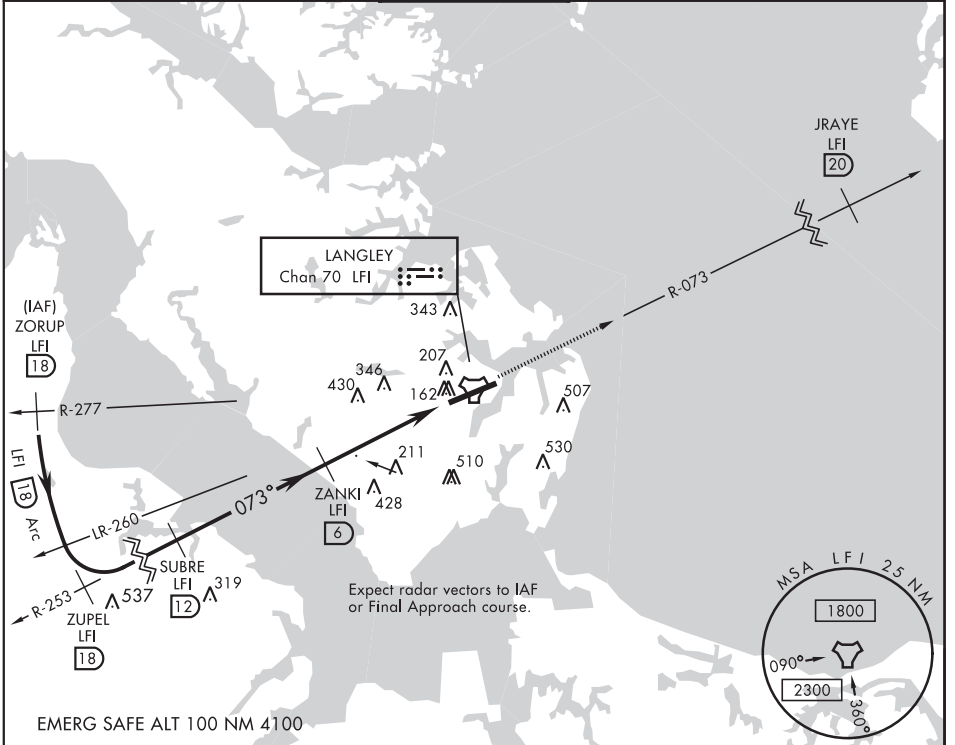 JRAYE
LFI
20
LANGLEY
Chan 70 LFI
R-073
343
(IAF)
ZORUP
LFI
18
207
346
430
162
507
R-277
211
530
510
LFI
18
Arc
073°
ZANKI
LFI
6
428
LR-260
SUBRE
LFI
12
319
537
R-253
ZUPEL
LFI
18
Expect radar vectors to IAF
or Final Approach course.
MSA LFI 25 NM
1800
090°
2300
360°
EMERG SAFE ALT 100 NM 4100